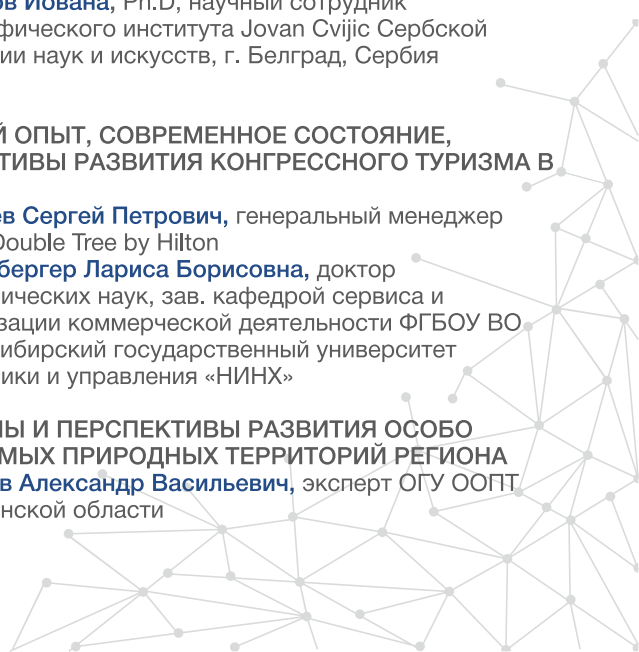 ов Йована, Ph.D, научный сотрудник
фического института Jovan Cvijic Сербской
ии наук и искусств, г. Белград, Сербия
Й ОПЫТ, СОВРЕМЕННОЕ СОСТОЯНИЕ,
ТИВЫ РАЗВИТИЯ КОНГРЕССНОГО ТУРИЗМА В
ев Сергей Петрович, генеральный менеджер
Double Tree by Hilton
бергер Лариса Борисовна, доктор
ических наук, зав. кафедрой сервиса и
зации коммерческой деятельности ФГБОУ ВО
ибирский государственный университет
ики и управления «НИНХ»
МЫ И ПЕРСПЕКТИВЫ РАЗВИТИЯ ОСОБО
ЕМЫХ ПРИРОДНЫХ ТЕРРИТОРИЙ РЕГИОНА
в Александр Васильевич, эксперт ОГУ ООПТ
нской области